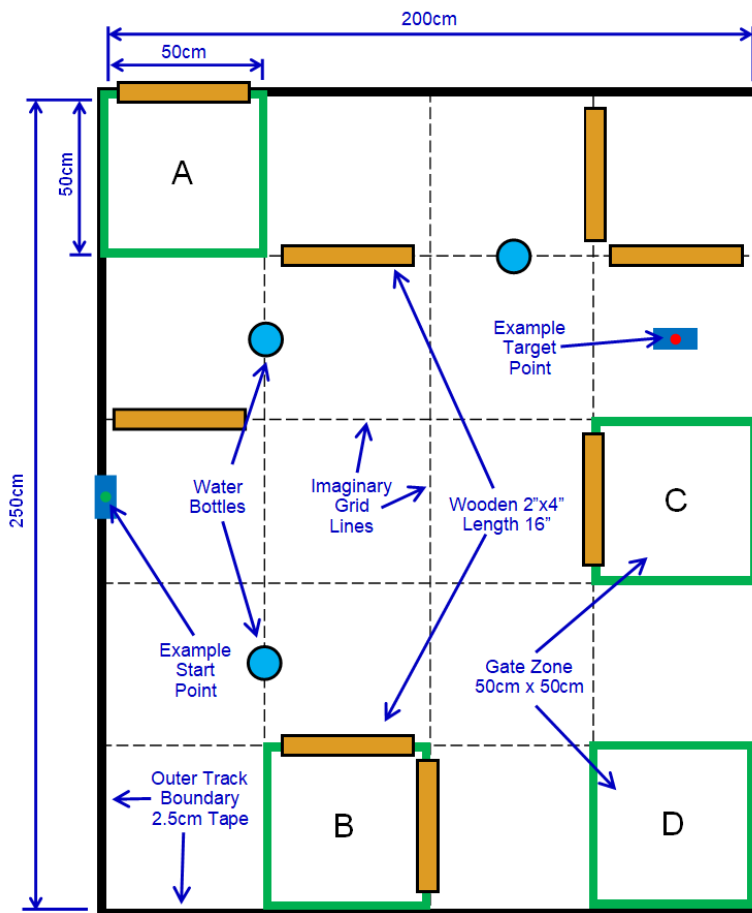 200cm
50cm
50cm
A
Example
Target
Point
250cm
Water
Bottles
Imaginary
Grid
Lines
Wooden 2”x4”
Length 16”
C
Example
Start
Point
Gate Zone
50cm x 50cm
Outer Track
Boundary
2.5cm Tape
B
D